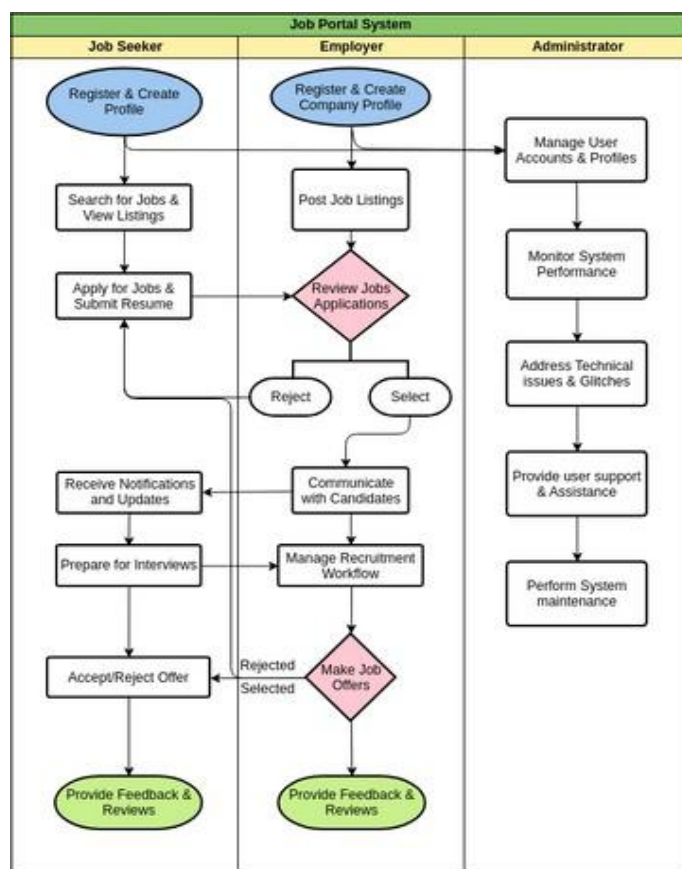 Job Portal System
Job Seeker
Employer
Administrator
Register & Create
Profile
Register & Create
Company Profile
Manage User
Accounts & Profiles
Search for Jobs &
View Listings
Post Job Listings
Monitor System
Performance
Apply for Jobs &
Submit Resume
Review Jobs
Applications
Address Technical
issues & Glitches
Reject
Select
Receive Notifications
and Updates
Communicate
with Candidates
Provide user support
& Assistance
Prepare for Interviews
Manage Recruitment
Workflow
Perform System
maintenance
Accept/Reject Offer
Rejected
Selected
Make Job
Offers
Provide Feedback &
Reviews
Provide Feedback &
Reviews